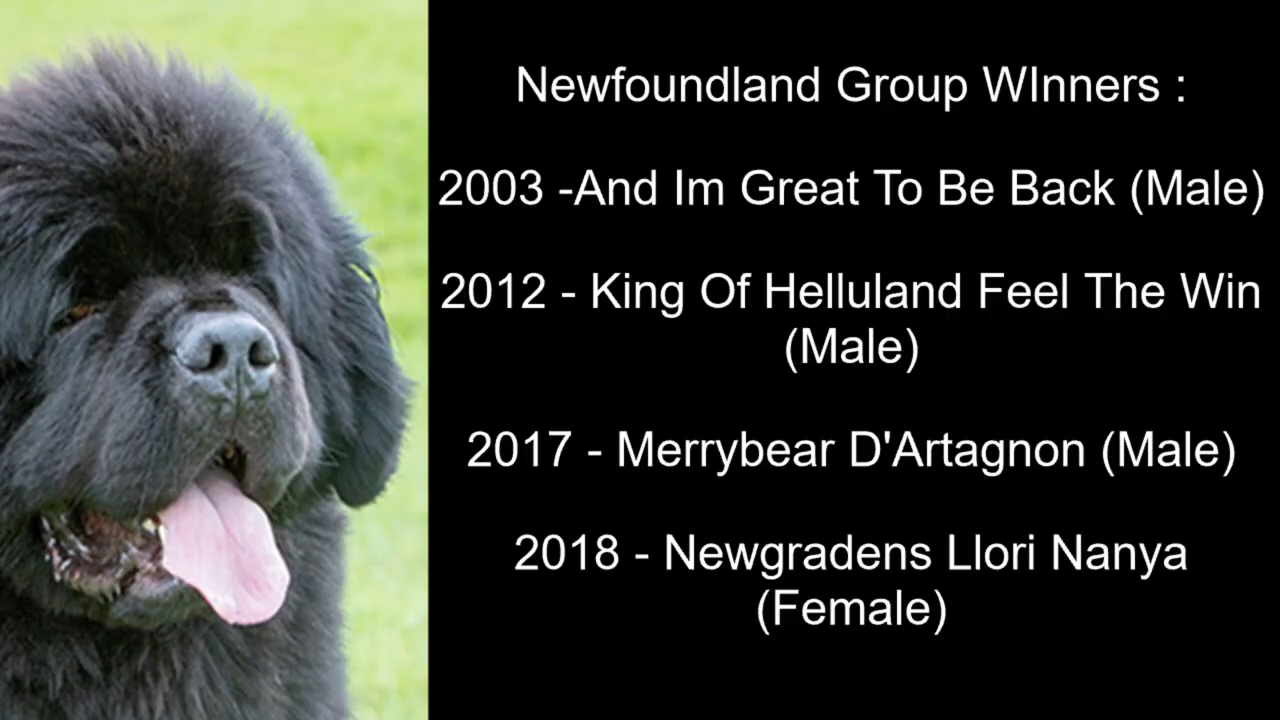 Newfoundland Group WInners :
2003 -And Im Great To Be Back (Male)
2012 - King Of Helluland Feel The Win
(Male)
2017 - Merrybear D'Artagnon (Male)
2018 - Newgradens Llori Nanya
(Female)